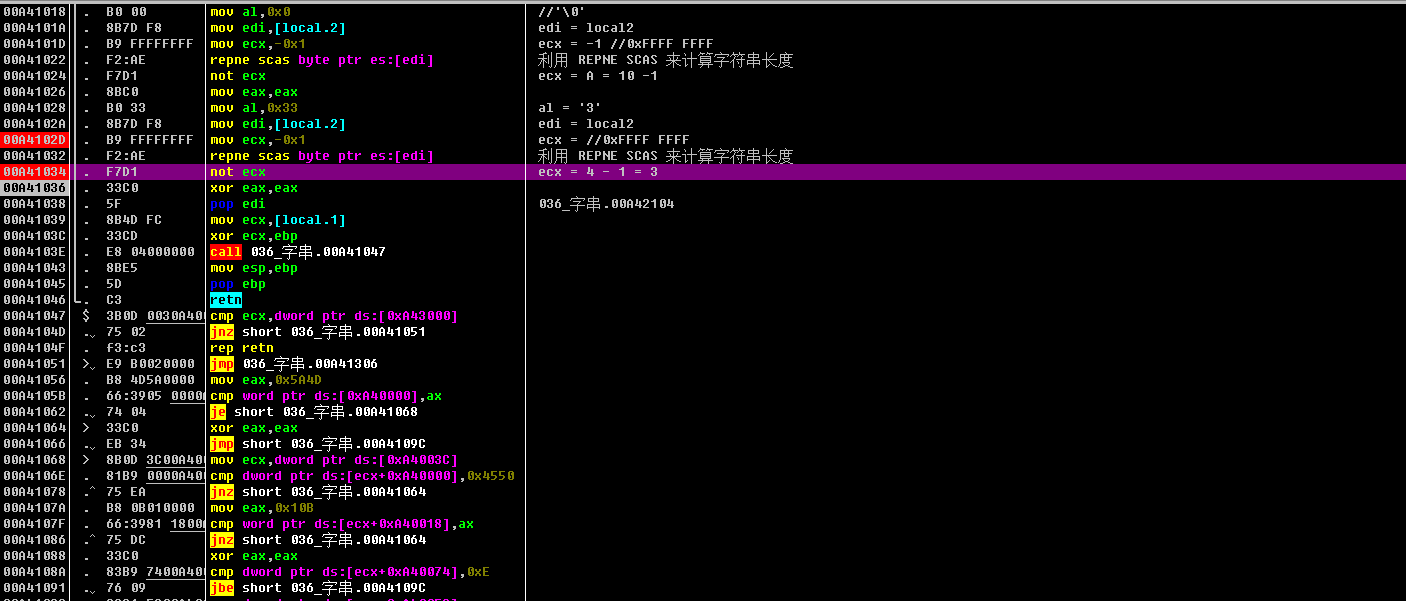 00A41018 . B0 00 mov al,0x0 //'\0'
00A4101A . 8B7D F8 mov edi,[local.2] edi = local2
00A4101D . B9 FFFFFFFF mov ecx,-0x1 ecx = -1 //0xFFFF FFFF
00A41022 . F2:AE repne scas byte ptr es:[edi] 利用 REPNE SCAS 来计算字符串长度
00A41024 . F7D1 not ecx ecx = A = 10 -1
00A41026 . 8BC0 mov eax,eax
00A41028 . B0 33 mov al,0x33 al = '3'
00A4102A . 8B7D F8 mov edi,[local.2] edi = local2
00A4102D . B9 FFFFFFFF mov ecx,-0x1 ecx = //0xFFFF FFFF
00A41032 . F2:AE repne scas byte ptr es:[edi] 利用 REPNE SCAS 来计算字符串长度
00A41034 . F7D1 not ecx ecx = 4 - 1 = 3
00A41036 . 33C0 xor eax,eax
00A41038 . 5F pop edi 036_字串.00A42104
00A41039 . 8B4D FC mov ecx,[local.1]
00A4103C . 33CD xor ecx,ebp
00A4103E . E8 04000000 call 036_字串.00A41047
00A41043 . 8BE5 mov esp,ebp
00A41045 . 5D pop ebp
00A41046 . C3 retn
00A41047 $ 3B0D 0030A40 cmp ecx,dword ptr ds:[0xA43000]
00A4104D . 75 02 jnz short 036_字串.00A41051
00A4104F . f3:c3 rep retn
00A41051 > E9 B0020000 jmp 036_字串.00A41306
00A41056 . B8 4D5A0000 mov eax,0x5A4D
00A4105B . 66:3905 0000 cmp word ptr ds:[0xA40000],ax
00A41062 . 74 04 je short 036_字串.00A41068
00A41064 > 33C0 xor eax,eax
00A41066 . EB 34 jmp short 036_字串.00A4109C
00A41068 > 8B0D 3C00A40 mov ecx,dword ptr ds:[0xA4003C]
00A4106E . 81B9 0000A40 cmp dword ptr ds:[ecx+0xA40000],0x4550
00A41078 .^ 75 EA jnz short 036_字串.00A41064
00A4107A . B8 0B010000 mov eax,0x10B
00A4107F . 66:3981 1800 cmp word ptr ds:[ecx+0xA40018],ax
00A41086 .^ 75 DC jnz short 036_字串.00A41064
00A41088 . 33C0 xor eax,eax
00A4108A . 83B9 7400A40 cmp dword ptr ds:[ecx+0xA40074],0xE
00A41091 . 76 09 jbe short 036_字串.00A4109C